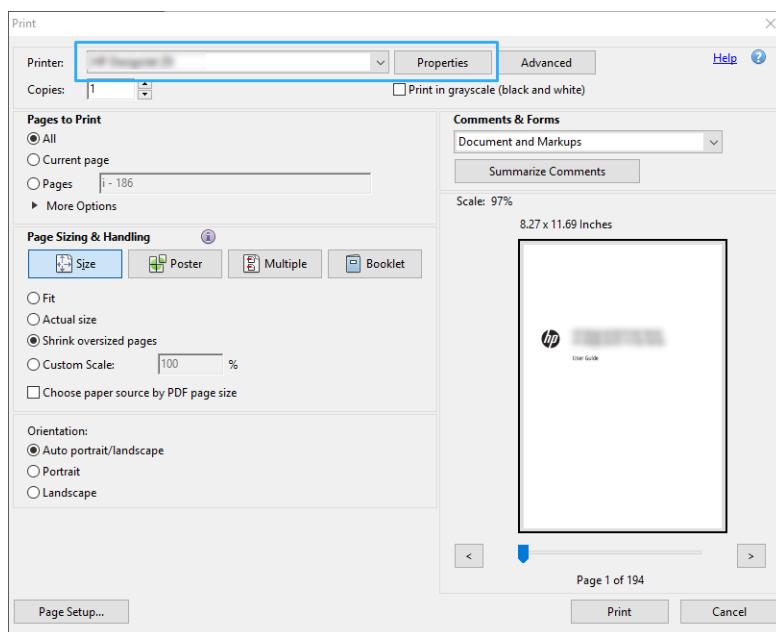 Print
Printer:
Properties
Advanced
Help
?
Copies:
1
Print in grayscale (black and white)
Pages to Print
All
Current page
Pages
i - 186
More Options
Page Sizing & Handling
i
Size
Poster
Multiple
Booklet
Fit
Actual size
Shrink oversized pages
Custom Scale:
100
%
Choose paper source by PDF page size
Orientation:
Auto portrait/landscape
Portrait
Landscape
Comments & Forms
Document and Markups
Summarize Comments
Scale: 97%
8.27 x 11.69 Inches
hp
User Guide
<
>
Page 1 of 194
Page Setup...
Print
Cancel